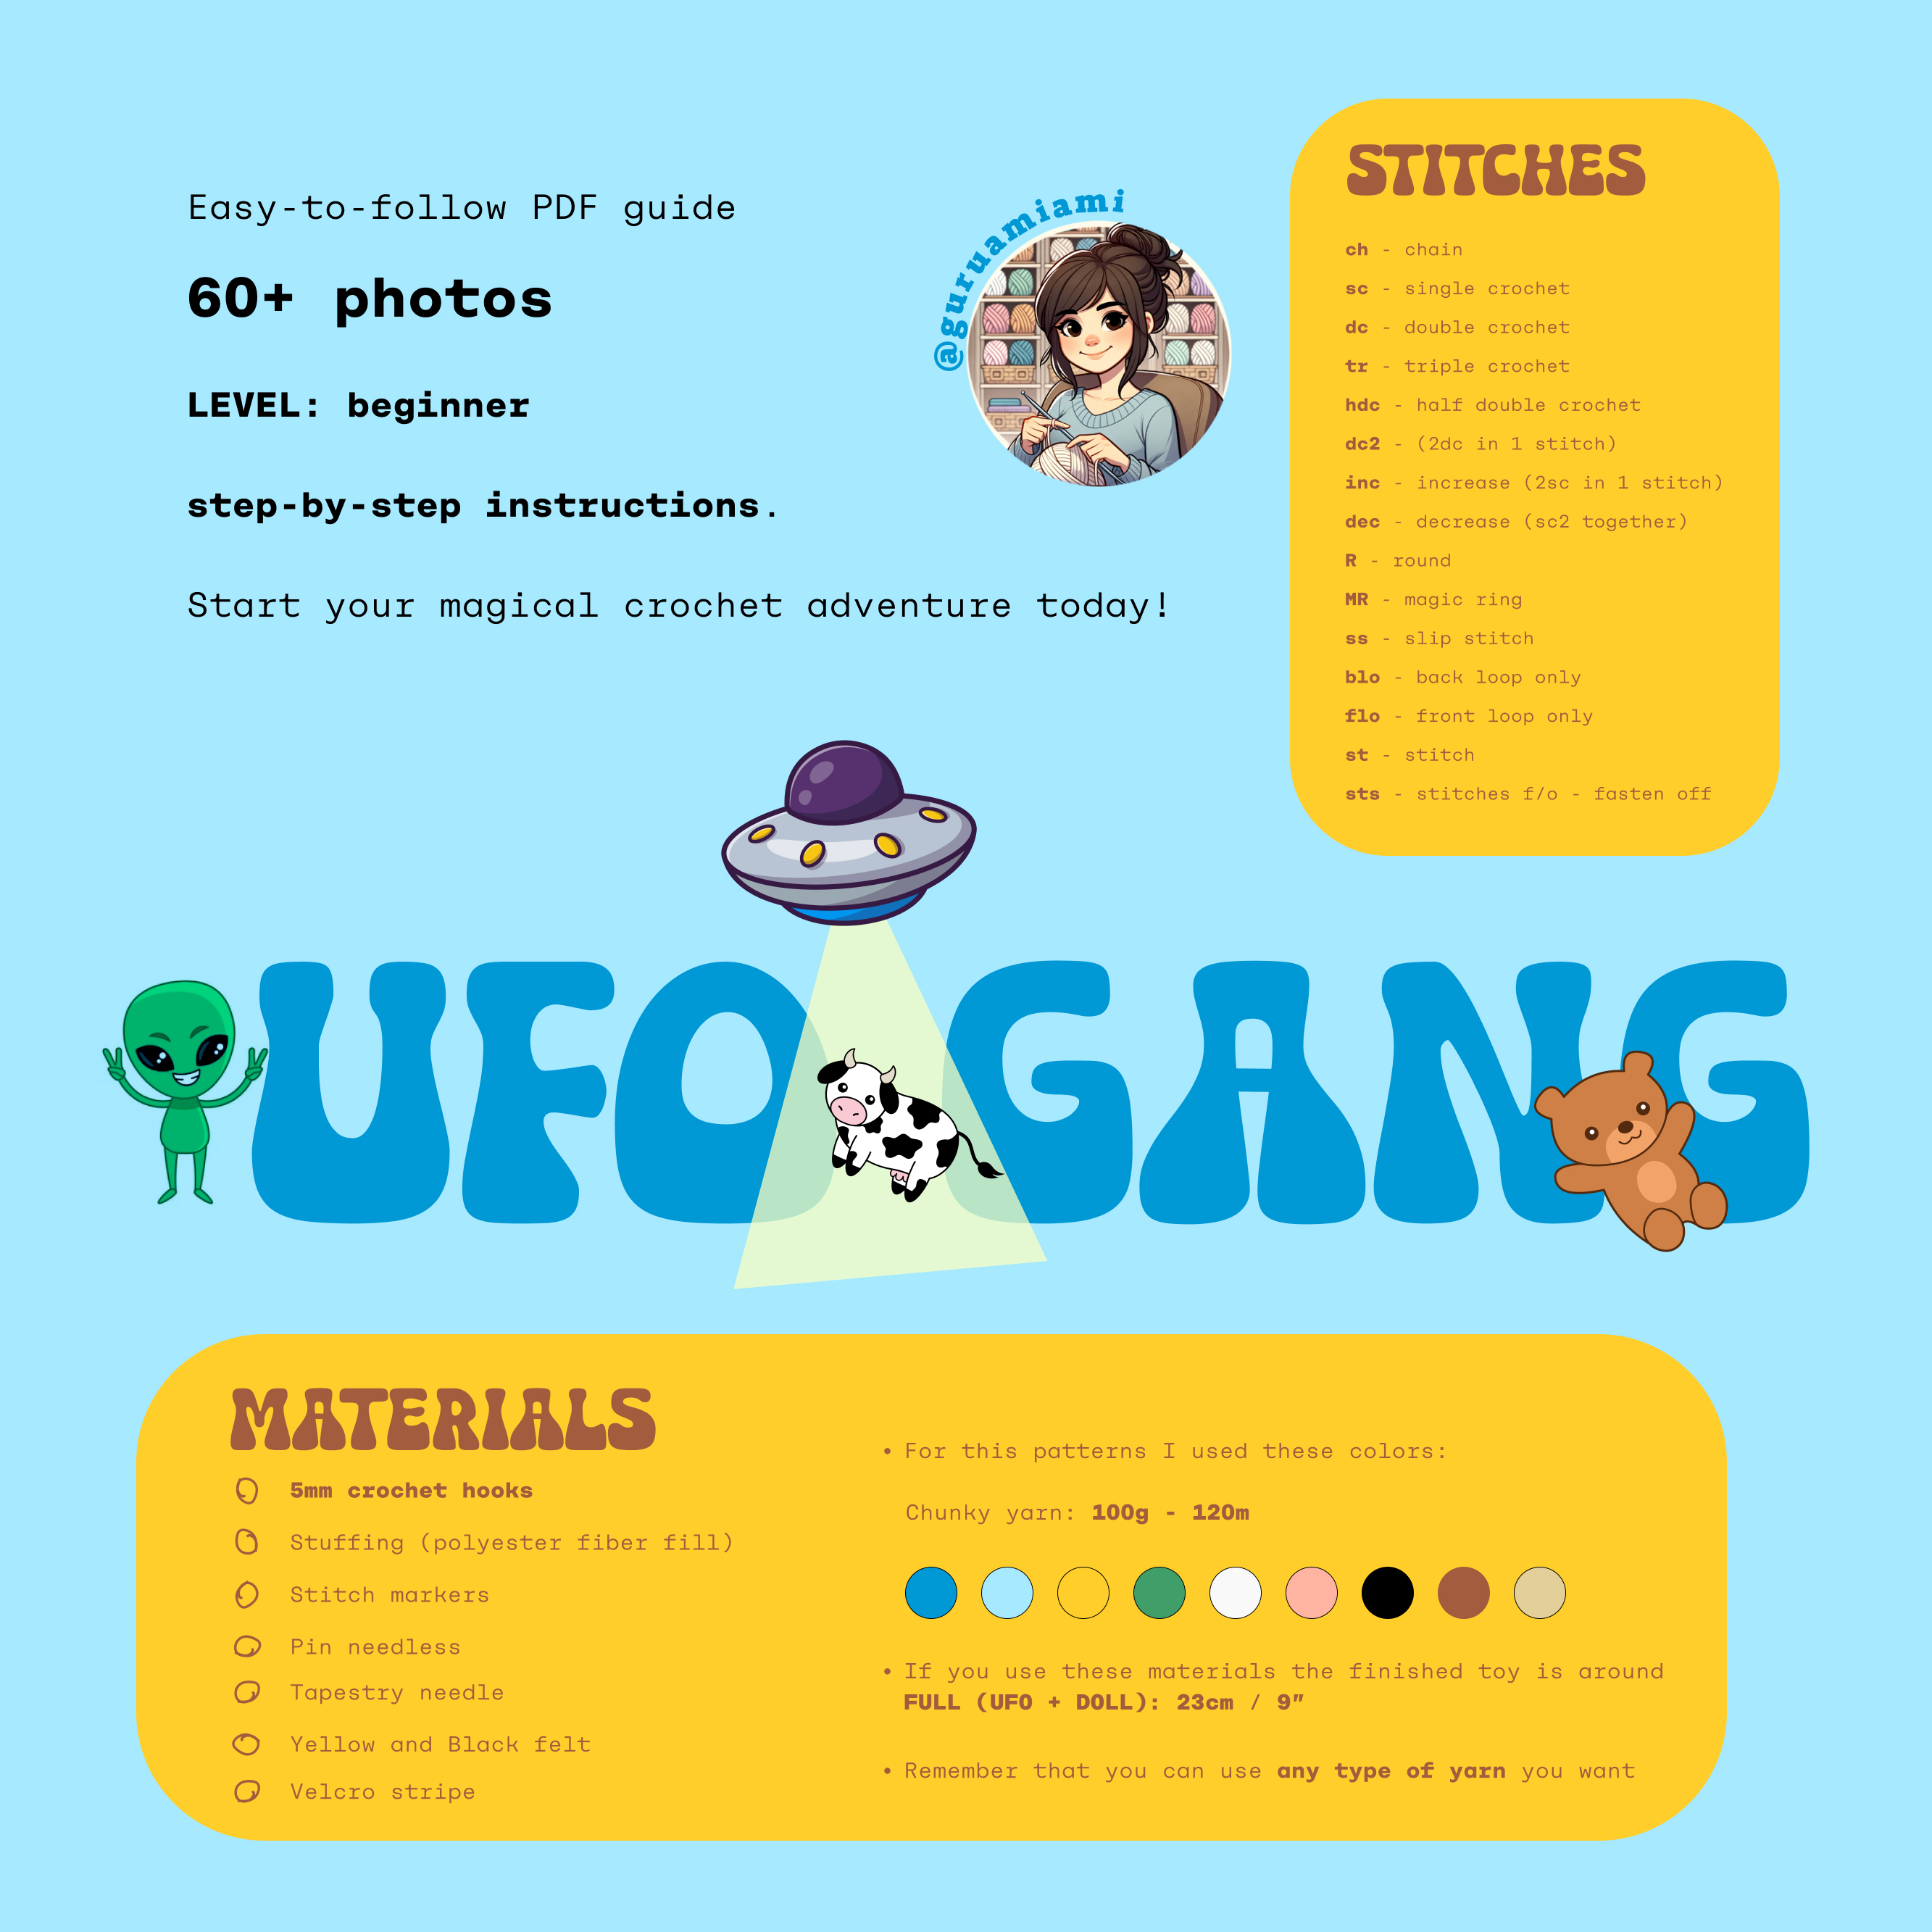 Easy-to-follow PDF guide
60+ photos
LEVEL: beginner
step-by-step instructions.
Start your magical crochet adventure today!
@guruamiami
STITCHES
ch - chain
sc - single crochet
dc - double crochet
tr - triple crochet
hdc - half double crochet
dc2 - (2dc in 1 stitch)
inc - increase (2sc in 1 stitch)
dec - decrease (sc2 together)
R - round
MR - magic ring
ss - slip stitch
blo - back loop only
flo - front loop only
st - stitch
sts - stitches f/o - fasten off
UFO GANG
MATERIALS
5mm crochet hooks
Stuffing (polyester fiber fill)
Stitch markers
Pin needless
Tapestry needle
Yellow and Black felt
Velcro stripe
• For this patterns I used these colors:
Chunky yarn: 100g - 120m
• If you use these materials the finished toy is around
FULL (UFO + DOLL): 23cm / 9″
• Remember that you can use any type of yarn you want